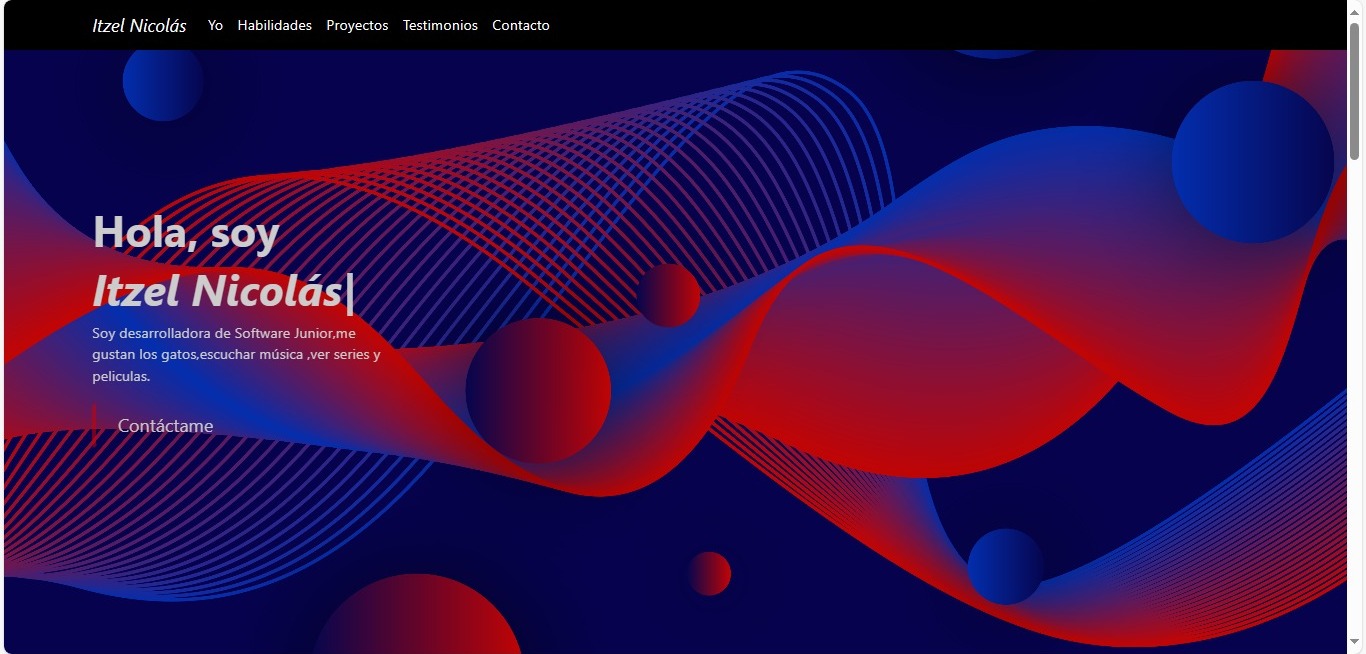 Itzel Nicolás Yo Habilidades Proyectos Testimonios Contacto
Hola, soy
Itzel Nicolás|
Soy desarrolladora de Software Junior,me
gustan los gatos,escuchar música ,ver series y
peliculas.
Contáctame